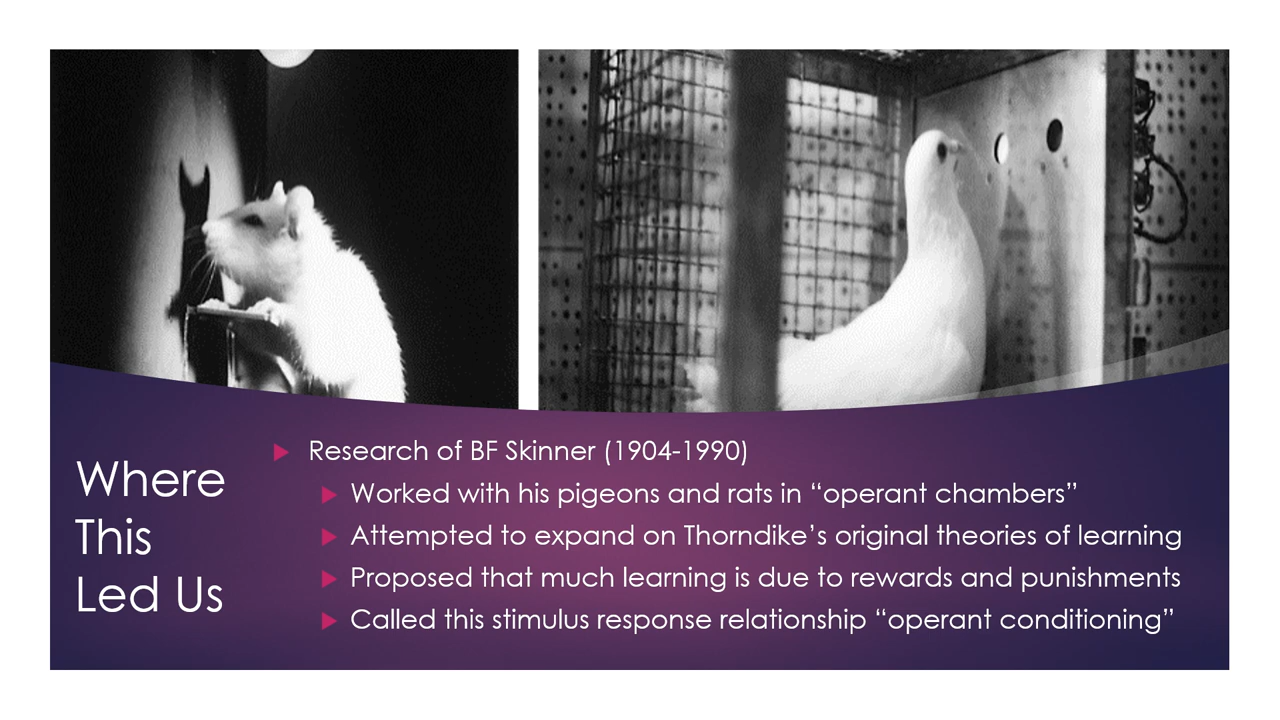 Where
This
Led Us
Research of BF Skinner (1904-1990)
Worked with his pigeons and rats in “operant chambers”
Attempted to expand on Thorndike’s original theories of learning
Proposed that much learning is due to rewards and punishments
Called this stimulus response relationship “operant conditioning”